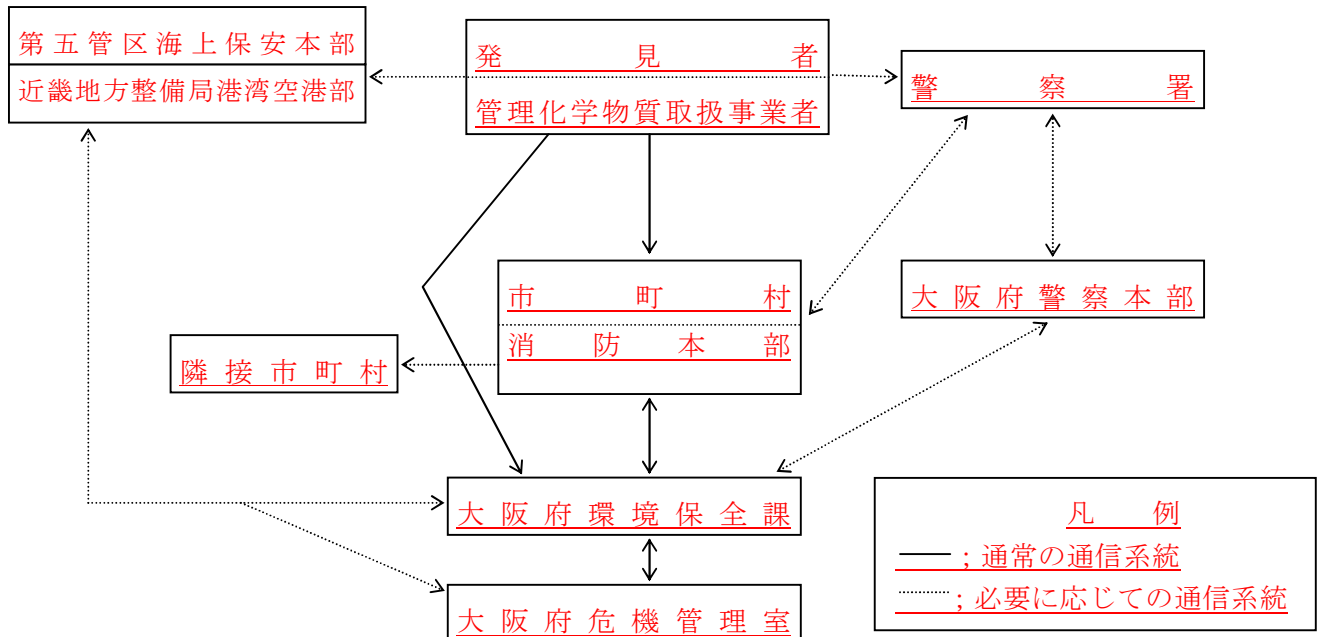 第五管区海上保安本部
近畿地方整備局港湾空港部
発見者
管理化学物質取扱事業者
警察署
市町村
消防本部
大阪府警察本部
隣接市町村
大阪府環境保全課
大阪府危機管理室
凡例
；通常の通信系統
；必要に応じての通信系統